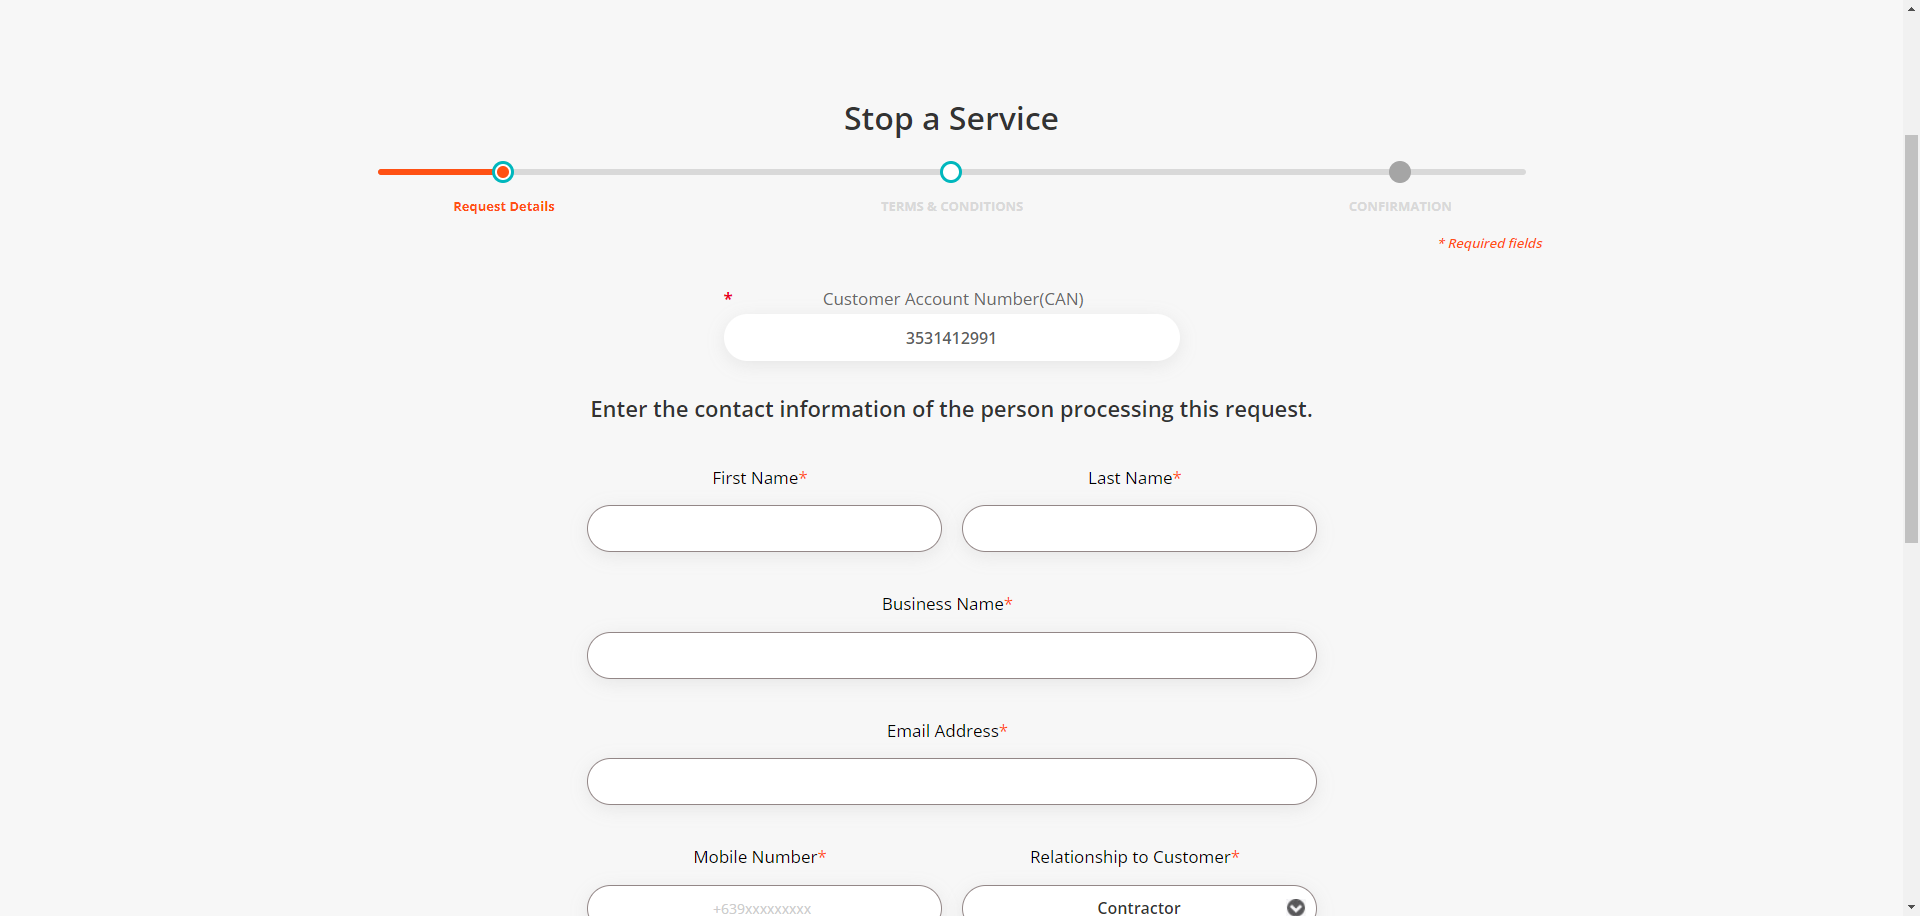 Stop a Service
Request Details
TERMS & CONDITIONS
CONFIRMATION
* Required fields
* Customer Account Number(CAN)
3531412991
Enter the contact information of the person processing this request.
First Name*
Last Name*
Business Name*
Email Address*
Mobile Number*
Relationship to Customer*
+639xxxxxxxxx
Contractor